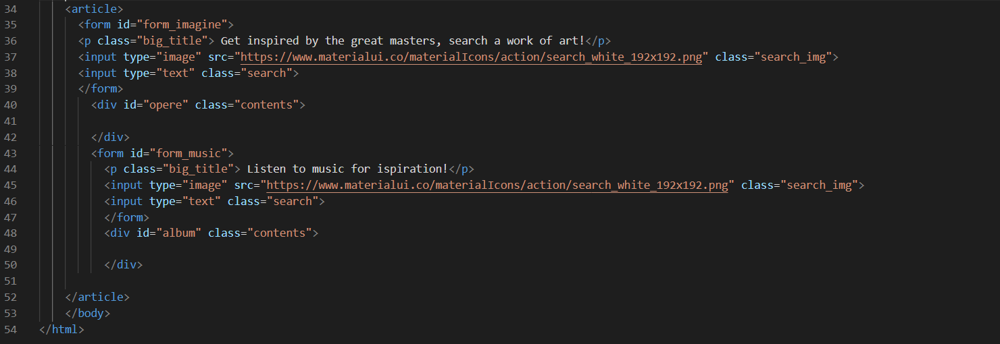 34 <article>
35 <form id="form_imagine">
36 <p class="big_title"> Get inspired by the great masters, search a work of art!</p>
37 <input type="image" src="https://www.materialui.co/materialIcons/action/search_white_192x192.png" class="search_img">
38 <input type="text" class="search">
39 </form>
40 <div id="opere" class="contents">
41
42 </div>
43 <form id="form_music">
44 <p class="big_title"> Listen to music for ispiration!</p>
45 <input type="image" src="https://www.materialui.co/materialIcons/action/search_white_192x192.png" class="search_img">
46 <input type="text" class="search">
47 </form>
48 <div id="album" class="contents">
49
50 </div>
51
52 </article>
53 </body>
54 </html>